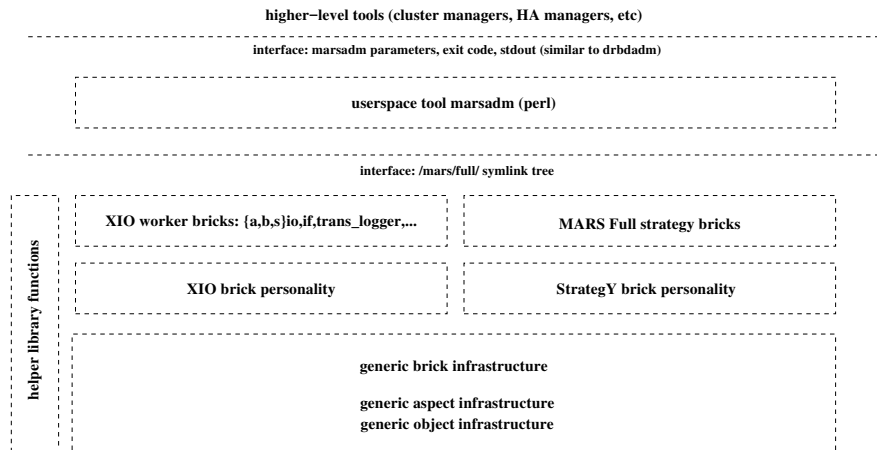 higher−level tools (cluster managers, HA managers, etc)
interface: marsadm parameters, exit code, stdout (similar to drbdadm)
userspace tool marsadm (perl)
interface: /mars/full/ symlink tree
XIO worker bricks: {a,b,s}io,if,trans_logger,...
MARS Full strategy bricks
helper library functions
XIO brick personality
StrategY brick personality
generic brick infrastructure
generic aspect infrastructure
generic object infrastructure